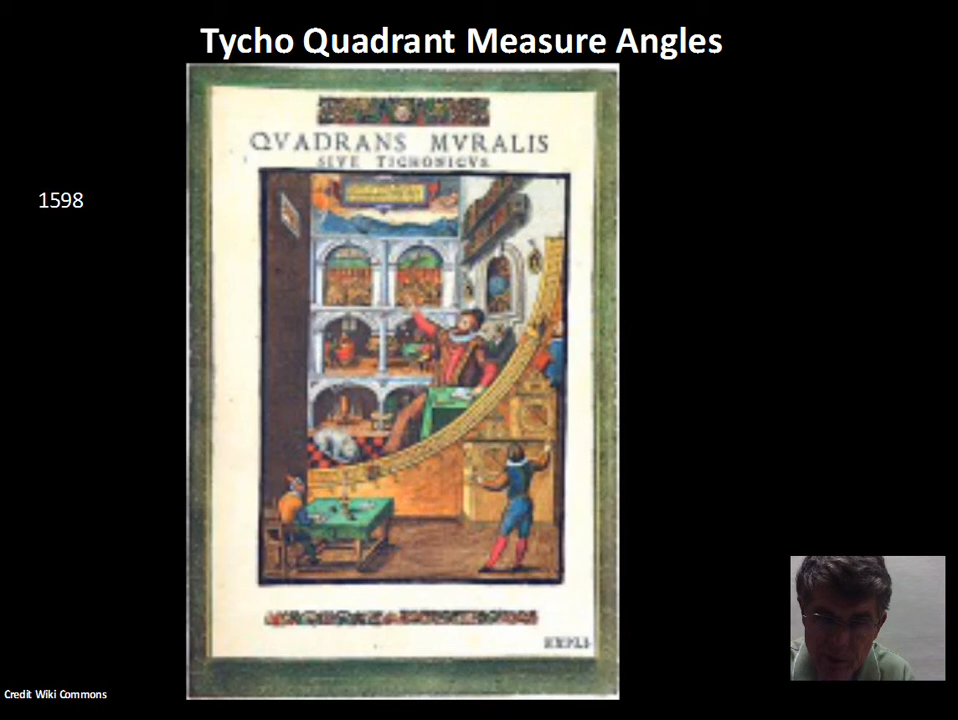 Tycho Quadrant Measure Angles
QVADRANS MVRALIS
SIVE TICHONICVS.
1598
Credit Wiki Commons